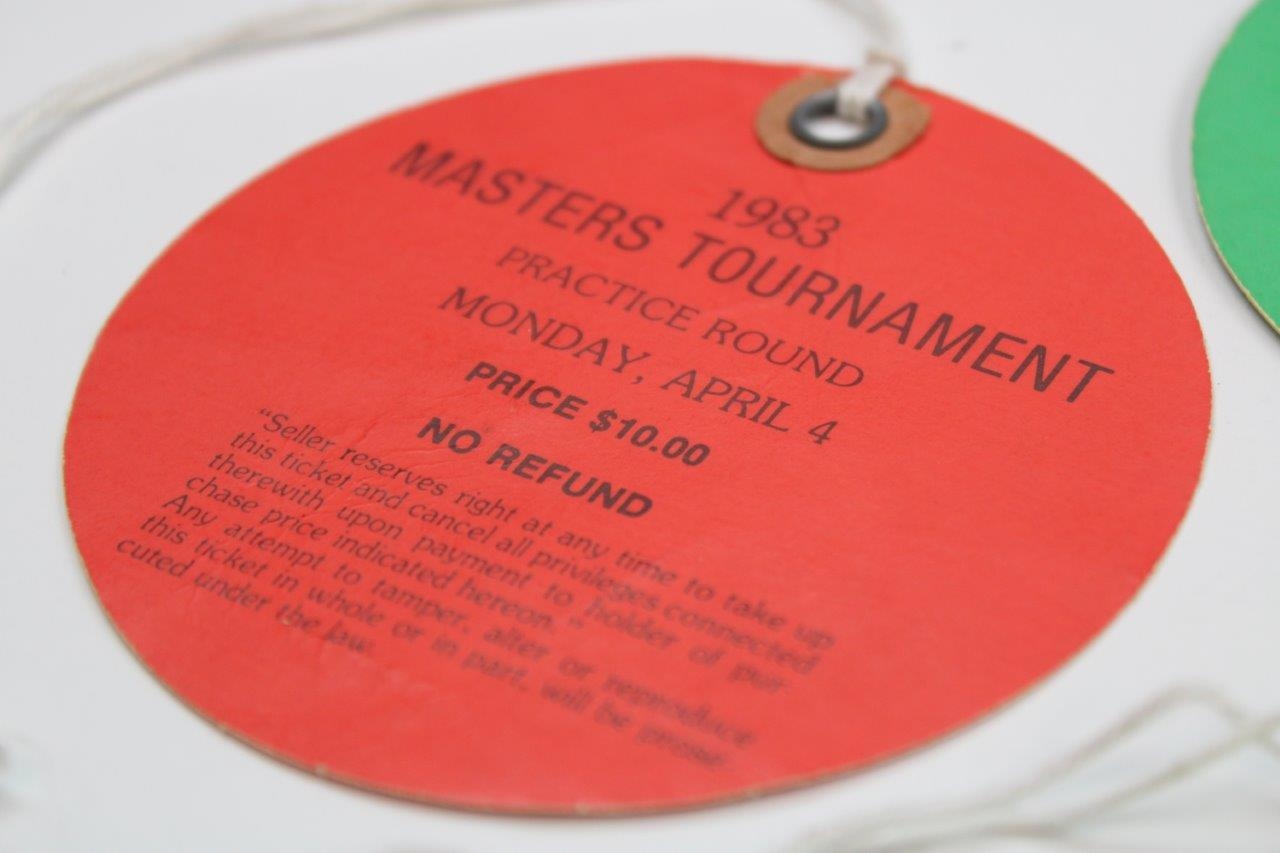 1983
MASTERS TOURNAMENT
PRACTICE ROUND
MONDAY, APRIL 4
PRICE $10.00
NO REFUND
“Seller reserves right at any time to take up
this ticket and cancel all privileges connected
therewith upon payment to holder of pur-
chase price indicated hereon.”
Any attempt to tamper, alter or reproduce
this ticket in whole or in part, will be prose-
cuted under the law.